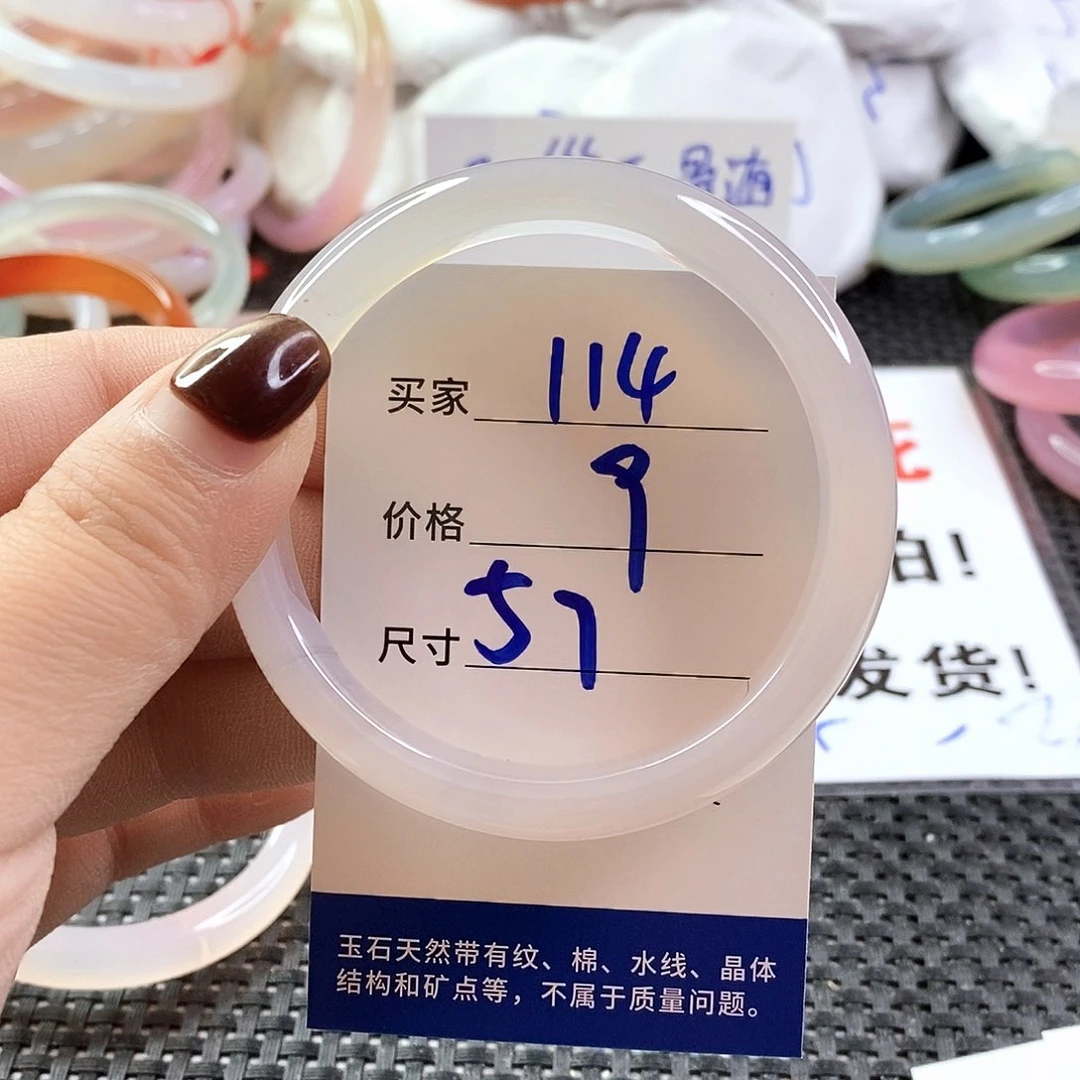 买家 114
价格 9
尺寸 57
玉石天然带有纹、棉、水线、晶体
结构和矿点等，不属于质量问题。
拍!
发货!